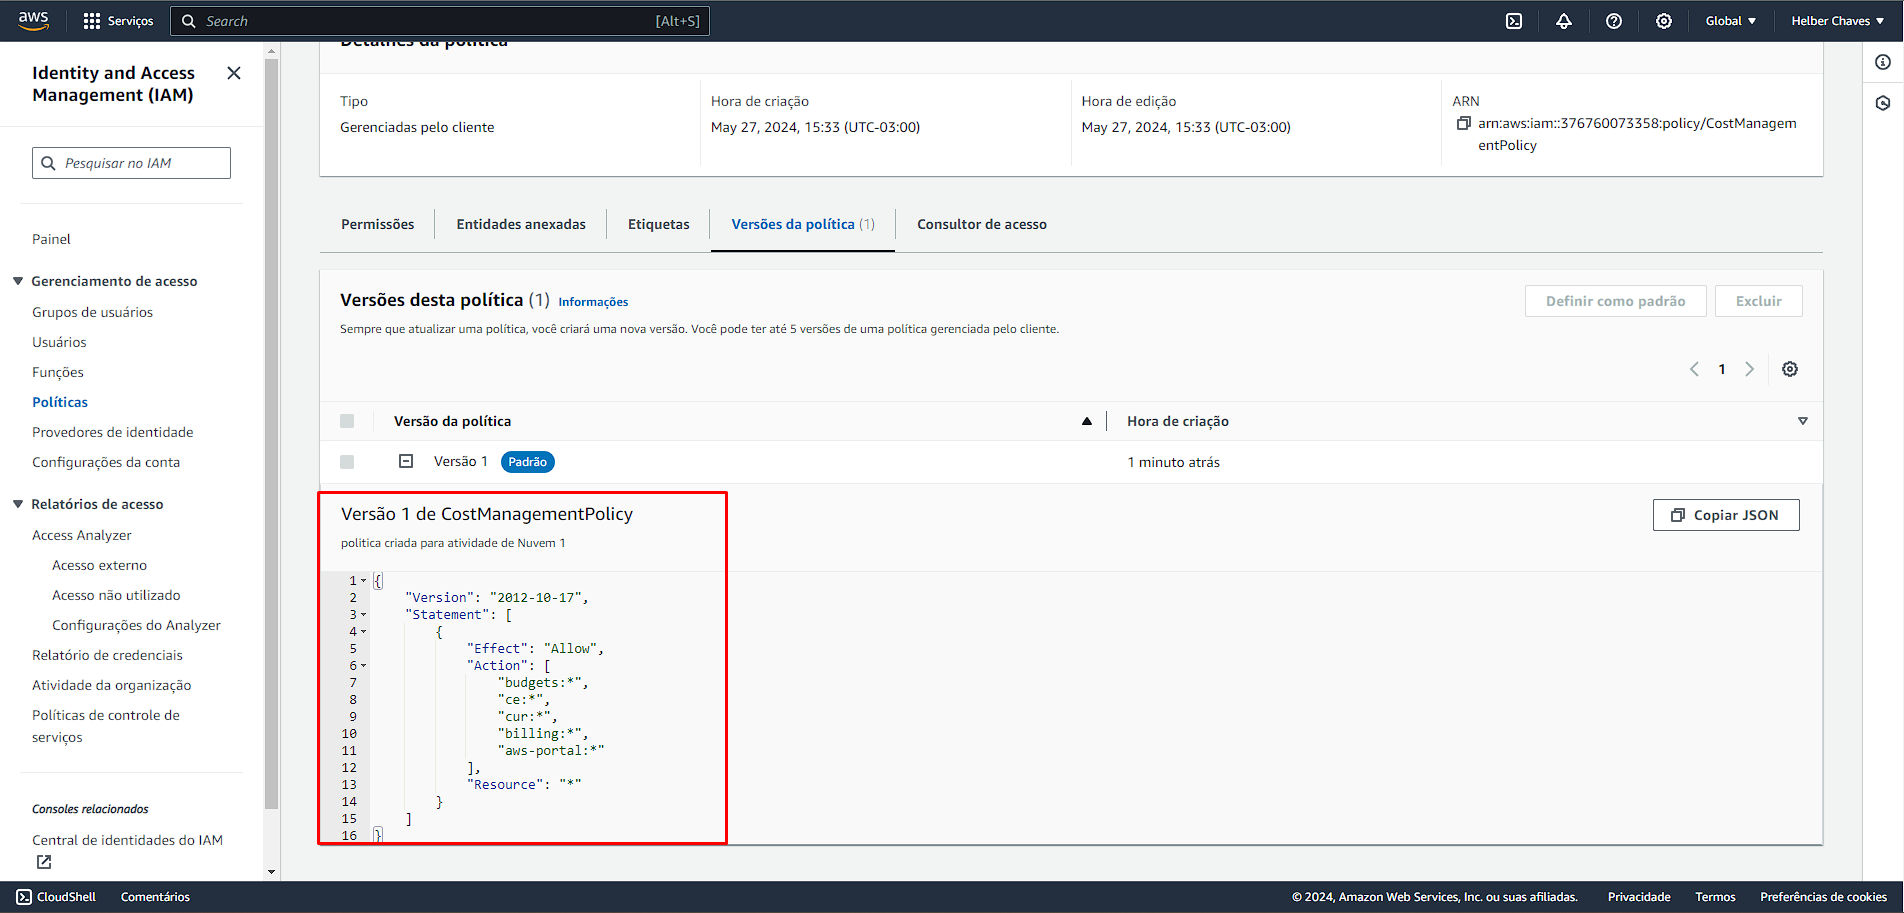 aws
Serviços
Search
[Alt+S]
Global
Helber Chaves
Identity and Access
Management (IAM)
Pesquisar no IAM
Painel
Gerenciamento de acesso
Grupos de usuários
Usuários
Funções
Políticas
Provedores de identidade
Configurações da conta
Relatórios de acesso
Access Analyzer
Acesso externo
Acesso não utilizado
Configurações do Analyzer
Relatório de credenciais
Atividade da organização
Políticas de controle de
serviços
Consoles relacionados
Central de identidades do IAM
Detalhes da política
Tipo
Gerenciadas pelo cliente
Hora de criação
May 27, 2024, 15:33 (UTC-03:00)
Hora de edição
May 27, 2024, 15:33 (UTC-03:00)
ARN
arn:aws:iam::376760073358:policy/CostManagem
entPolicy
Permissões
Entidades anexadas
Etiquetas
Versões da política (1)
Consultor de acesso
Versões desta política (1) Informações
Definir como padrão
Excluir
Sempre que atualizar uma política, você criará uma nova versão. Você pode ter até 5 versões de uma política gerenciada pelo cliente.
1
Versão da política
Hora de criação
Versão 1 Padrão
1 minuto atrás
Versão 1 de CostManagementPolicy
politica criada para atividade de Nuvem 1
Copiar JSON
1 {
2 "Version": "2012-10-17",
3 "Statement": [
4 {
5 "Effect": "Allow",
6 "Action": [
7 "budgets:*",
8 "ce:*",
9 "cur:*",
10 "billing:*",
11 "aws-portal:*"
12 ],
13 "Resource": "*"
14 }
15 ]
16 }
CloudShell
Comentários
© 2024, Amazon Web Services, Inc. ou suas afiliadas.
Privacidade
Termos
Preferências de cookies